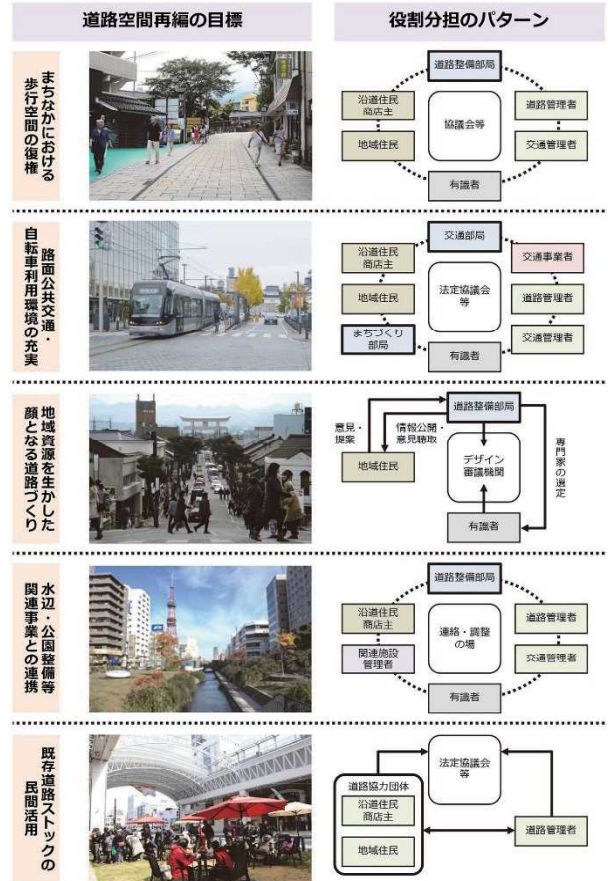 道路空間再編の目標
役割分担のパターン
まちなかにおける
歩行空間の復権
道路整備部局
沿道住民
商店主
地域住民
協議会等
道路管理者
交通管理者
有識者
路面公共交通・
自転車利用環境の充実
交通部局
沿道住民
商店主
地域住民
まちづくり
部局
法定協議会
等
交通事業者
道路管理者
交通管理者
有識者
地域資源を生かした
顔となる道路づくり
意見・
提案
情報公開・
意見聴取
道路整備部局
地域住民
デザイン
審議機関
専門家の選定
有識者
水辺・公園整備等
関連事業との連携
道路整備部局
沿道住民
商店主
関連施設
管理者
連絡・調整
の場
道路管理者
交通管理者
有識者
既存道路ストックの
民間活用
法定協議会
等
道路協力団体
沿道住民
商店主
地域住民
道路管理者